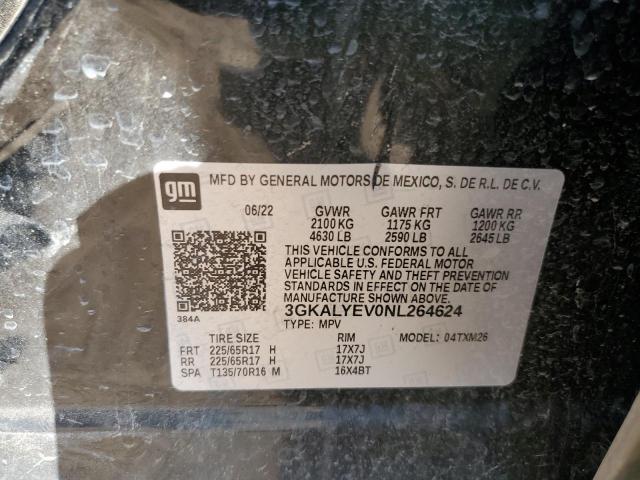 gm MFD BY GENERAL MOTORS DE MEXICO, S. DE R.L. DE C.V.
06/22 GVWR GAWR FRT GAWR RR
2100 KG 1175 KG 1200 KG
4630 LB 2590 LB 2645 LB
THIS VEHICLE CONFORMS TO ALL
APPLICABLE U.S. FEDERAL MOTOR
VEHICLE SAFETY AND THEFT PREVENTION
STANDARDS IN EFFECT ON THE DATE OF
MANUFACTURE SHOWN ABOVE.
384A 3GKALYEV0NL264624
TYPE: MPV
TIRE SIZE RIM MODEL: 04TXM26
FRT 225/65R17 H 17X7J
RR 225/65R17 H 17X7J
SPA T135/70R16 M 16X4BT